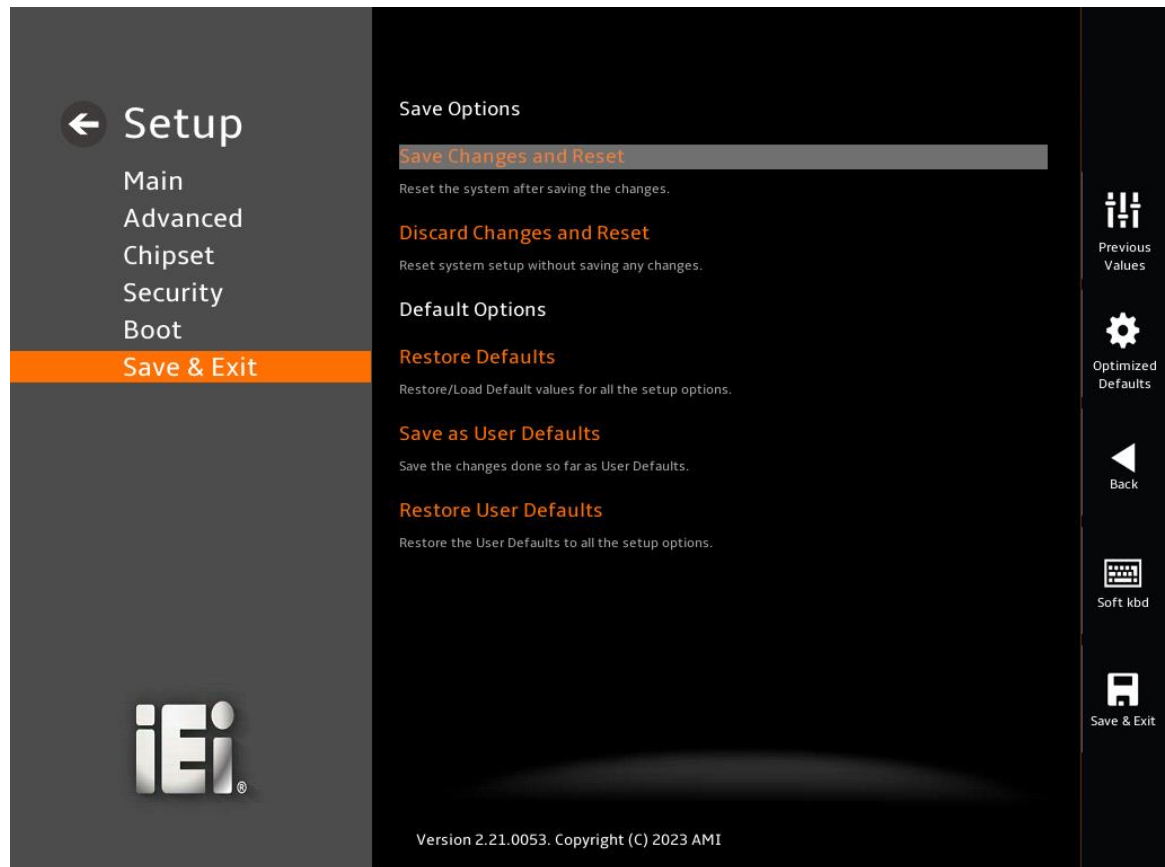 Setup
Main
Advanced
Chipset
Security
Boot
Save & Exit
Save Options
Save Changes and Reset
Reset the system after saving the changes.
Discard Changes and Reset
Reset system setup without saving any changes.
Default Options
Restore Defaults
Restore/Load Default values for all the setup options.
Save as User Defaults
Save the changes done so far as User Defaults.
Restore User Defaults
Restore the User Defaults to all the setup options.
Previous
Values
Optimized
Defaults
Back
Soft kbd
Save & Exit
iEi®
Version 2.21.0053. Copyright (C) 2023 AMI